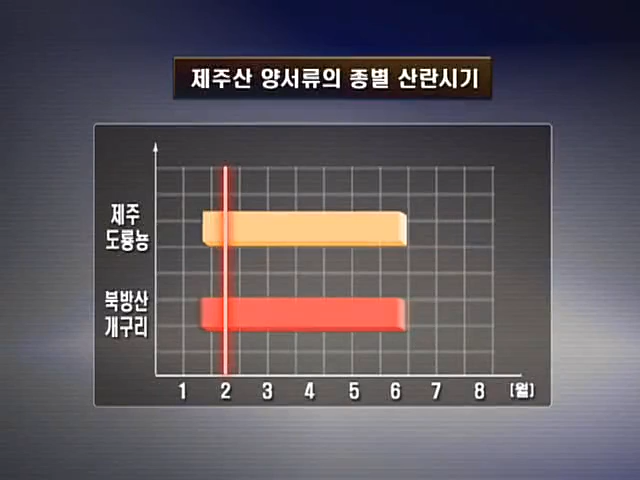 제주산 양서류의 종별 산란시기
제주
도룡뇽
북방산
개구리
1 2 3 4 5 6 7 8 [월]